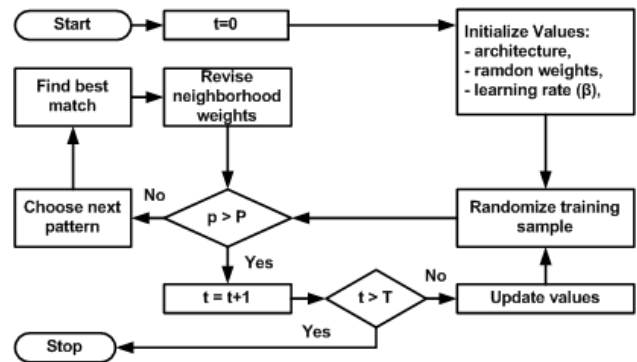 Start
t=0
Initialize Values:
- architecture,
- ramdon weights,
- learning rate (β),
Find best
match
Revise
neighborhood
weights
No
Choose next
pattern
p > P
Randomize training
sample
Yes
t = t+1
t > T
No
Update values
Yes
Stop